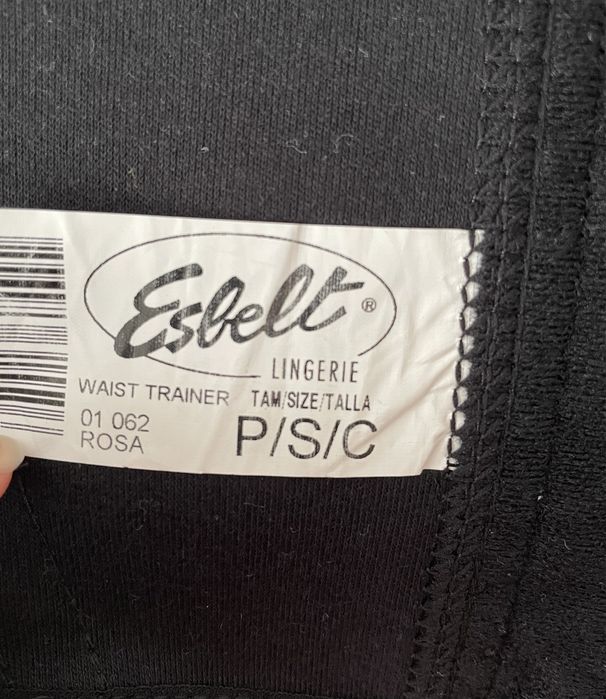 Esbelt ®
LINGERIE
WAIST TRAINER TAM/SIZE/TALLA
01 062 P/S/C
ROSA